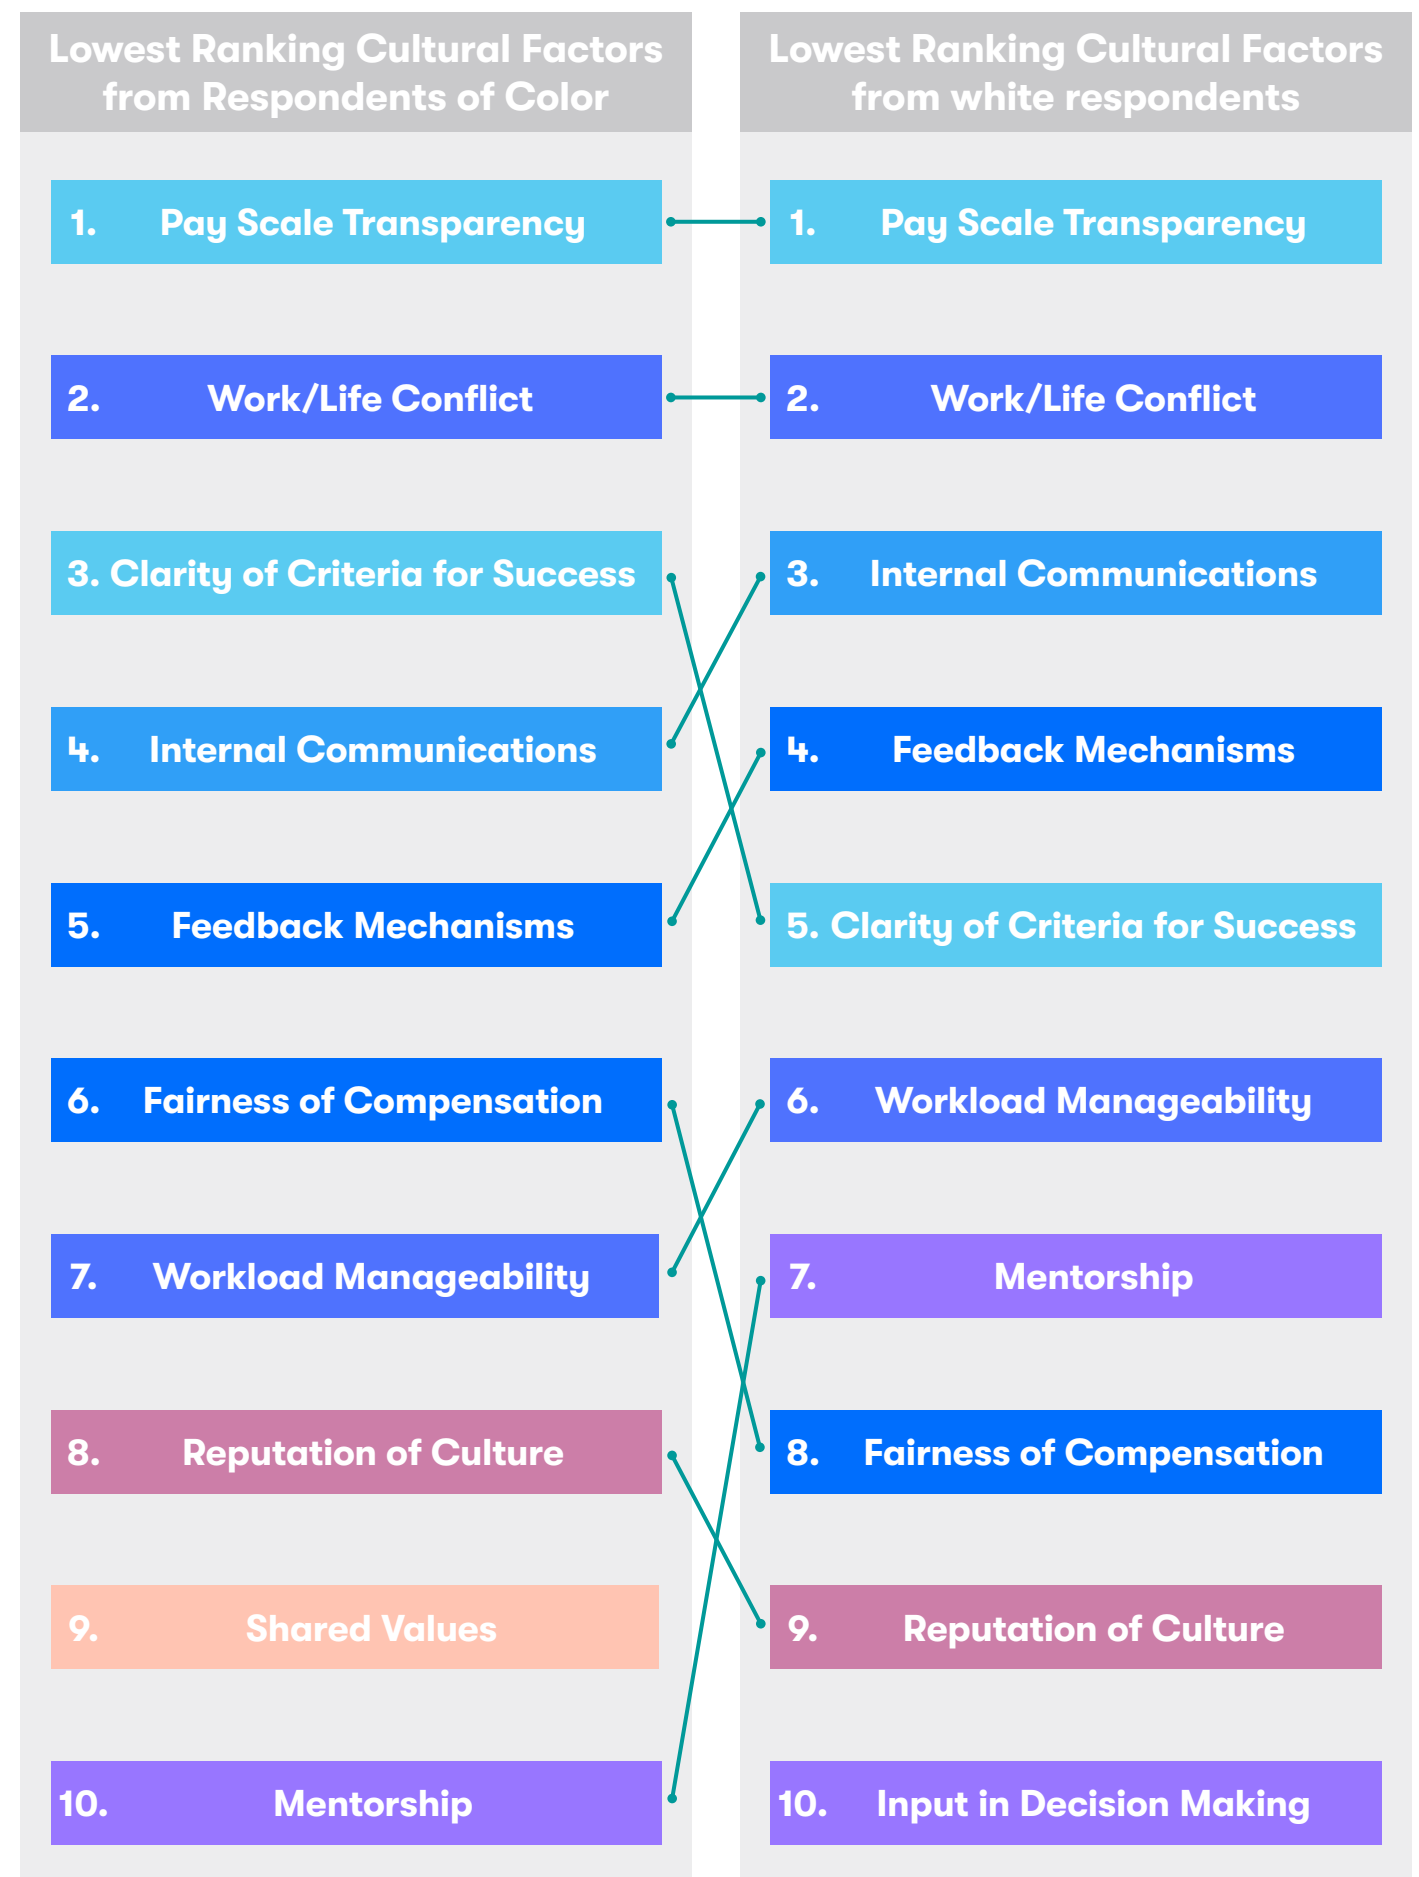 Lowest Ranking Cultural Factors
from Respondents of Color
1. Pay Scale Transparency
2. Work/Life Conflict
3. Clarity of Criteria for Success
4. Internal Communications
5. Feedback Mechanisms
6. Fairness of Compensation
7. Workload Manageability
8. Reputation of Culture
9. Shared Values
10. Mentorship
Lowest Ranking Cultural Factors
from white respondents
1. Pay Scale Transparency
2. Work/Life Conflict
3. Internal Communications
4. Feedback Mechanisms
5. Clarity of Criteria for Success
6. Workload Manageability
7. Mentorship
8. Fairness of Compensation
9. Reputation of Culture
10. Input in Decision Making